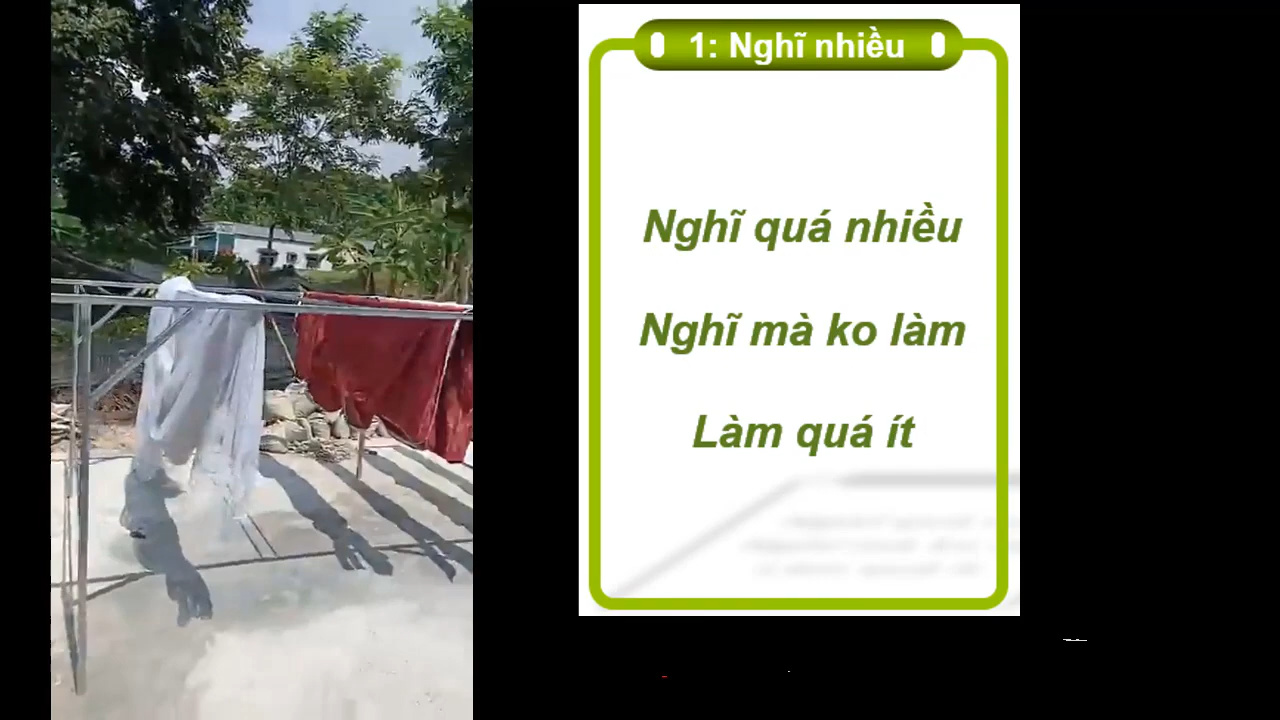 1: Nghĩ nhiều
Nghĩ quá nhiều
Nghĩ mà ko làm
Làm quá ít